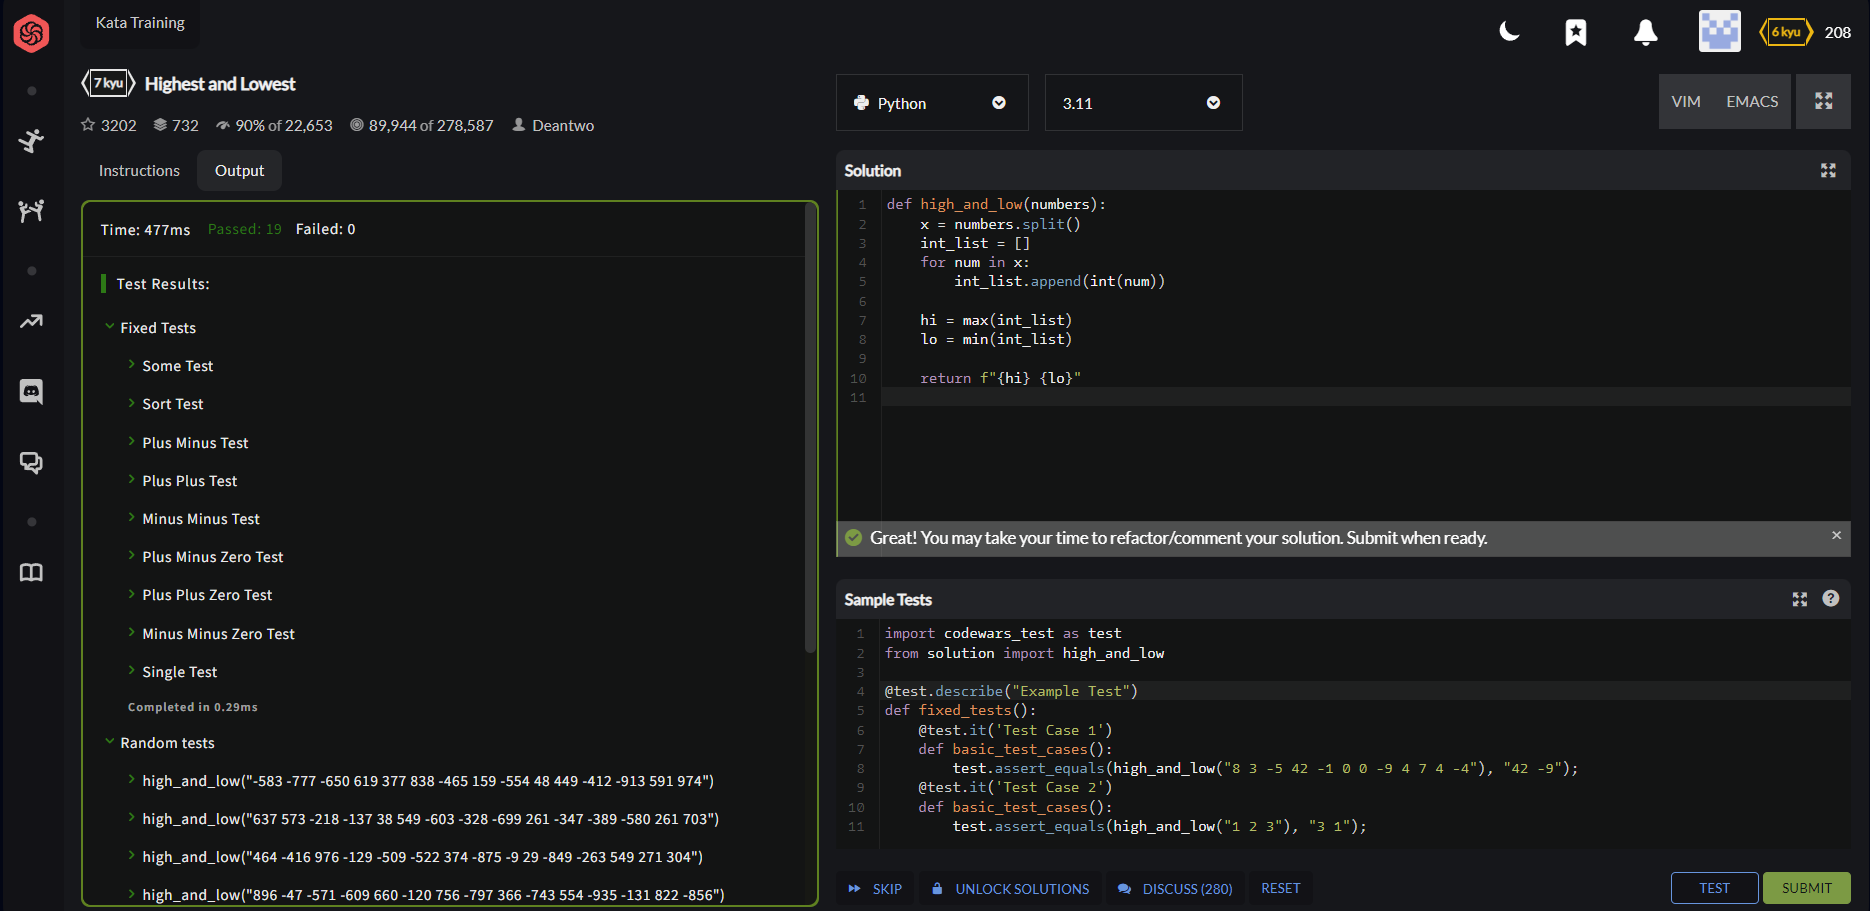 Kata Training
6 kyu 208
7 kyu Highest and Lowest
3202 732 90% of 22,653 89,944 of 278,587 Deantwo
Instructions Output
Time: 477ms Passed: 19 Failed: 0
Test Results:
Fixed Tests
Some Test
Sort Test
Plus Minus Test
Plus Plus Test
Minus Minus Test
Plus Minus Zero Test
Plus Plus Zero Test
Minus Minus Zero Test
Single Test
Completed in 0.29ms
Random tests
high_and_low("-583 -777 -650 619 377 838 -465 159 -554 48 449 -412 -913 591 974")
high_and_low("637 573 -218 -137 38 549 -603 -328 -699 261 -347 -389 -580 261 703")
high_and_low("464 -416 976 -129 -509 -522 374 -875 -9 29 -849 -263 549 271 304")
high_and_low("896 -47 -571 -609 660 -120 756 -797 366 -743 554 -935 -131 822 -856")
Python 3.11 VIM EMACS
Solution
1 def high_and_low(numbers):
2     x = numbers.split()
3     int_list = []
4     for num in x:
5         int_list.append(int(num))
6
7     hi = max(int_list)
8     lo = min(int_list)
9
10     return f"{hi} {lo}"
11
Great! You may take your time to refactor/comment your solution. Submit when ready. ×
Sample Tests ?
1 import codewars_test as test
2 from solution import high_and_low
3
4 @test.describe("Example Test")
5 def fixed_tests():
6     @test.it('Test Case 1')
7     def basic_test_cases():
8         test.assert_equals(high_and_low("8 3 -5 42 -1 0 0 -9 4 7 4 -4"), "42 -9");
9     @test.it('Test Case 2')
10     def basic_test_cases():
11         test.assert_equals(high_and_low("1 2 3"), "3 1");
SKIP UNLOCK SOLUTIONS DISCUSS (280) RESET TEST SUBMIT